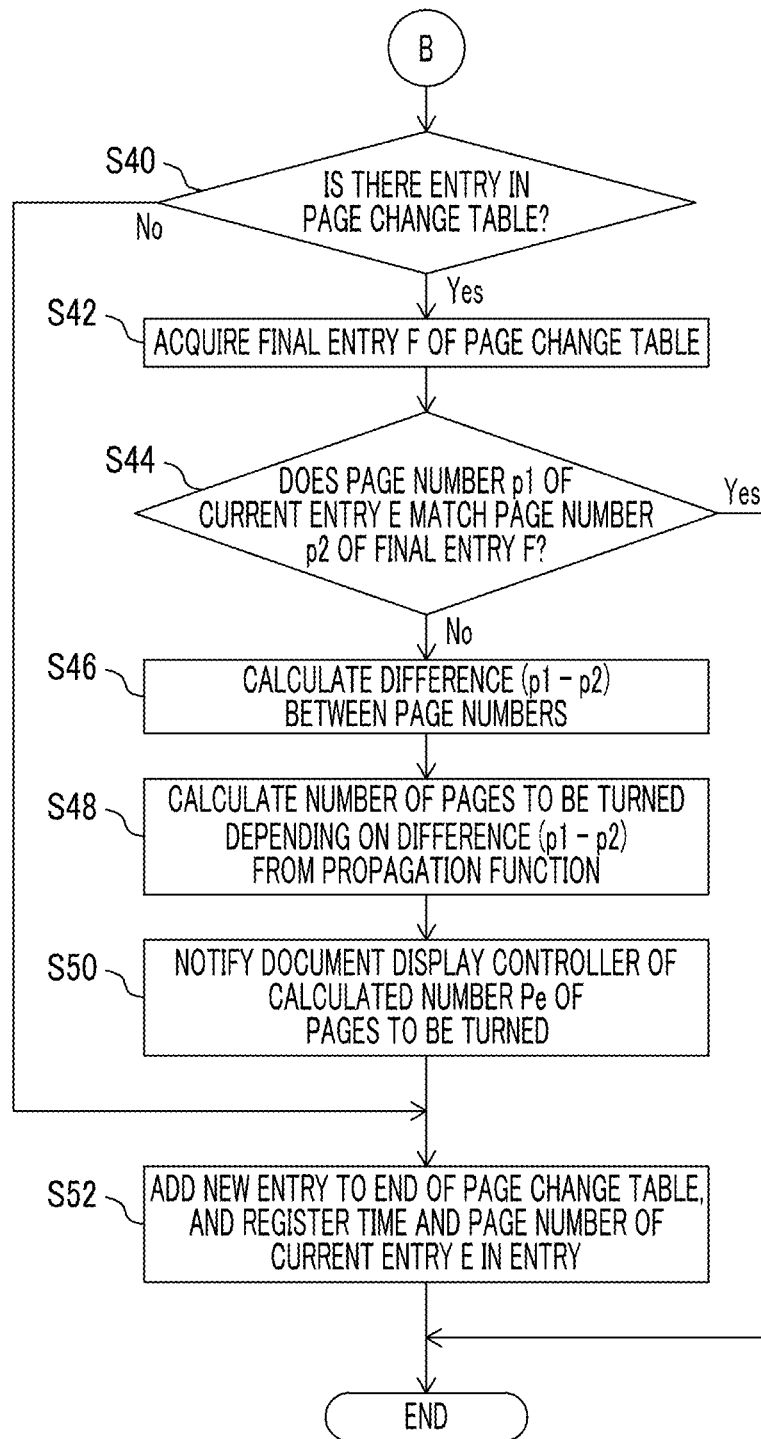 B
S40
IS THERE ENTRY IN
PAGE CHANGE TABLE?
No
Yes
S42
ACQUIRE FINAL ENTRY F OF PAGE CHANGE TABLE
S44
DOES PAGE NUMBER p1 OF
CURRENT ENTRY E MATCH PAGE NUMBER
p2 OF FINAL ENTRY F?
Yes
No
S46
CALCULATE DIFFERENCE (p1 - p2)
BETWEEN PAGE NUMBERS
S48
CALCULATE NUMBER OF PAGES TO BE TURNED
DEPENDING ON DIFFERENCE (p1 - p2)
FROM PROPAGATION FUNCTION
S50
NOTIFY DOCUMENT DISPLAY CONTROLLER OF
CALCULATED NUMBER Pe OF
PAGES TO BE TURNED
S52
ADD NEW ENTRY TO END OF PAGE CHANGE TABLE,
AND REGISTER TIME AND PAGE NUMBER OF
CURRENT ENTRY E IN ENTRY
END